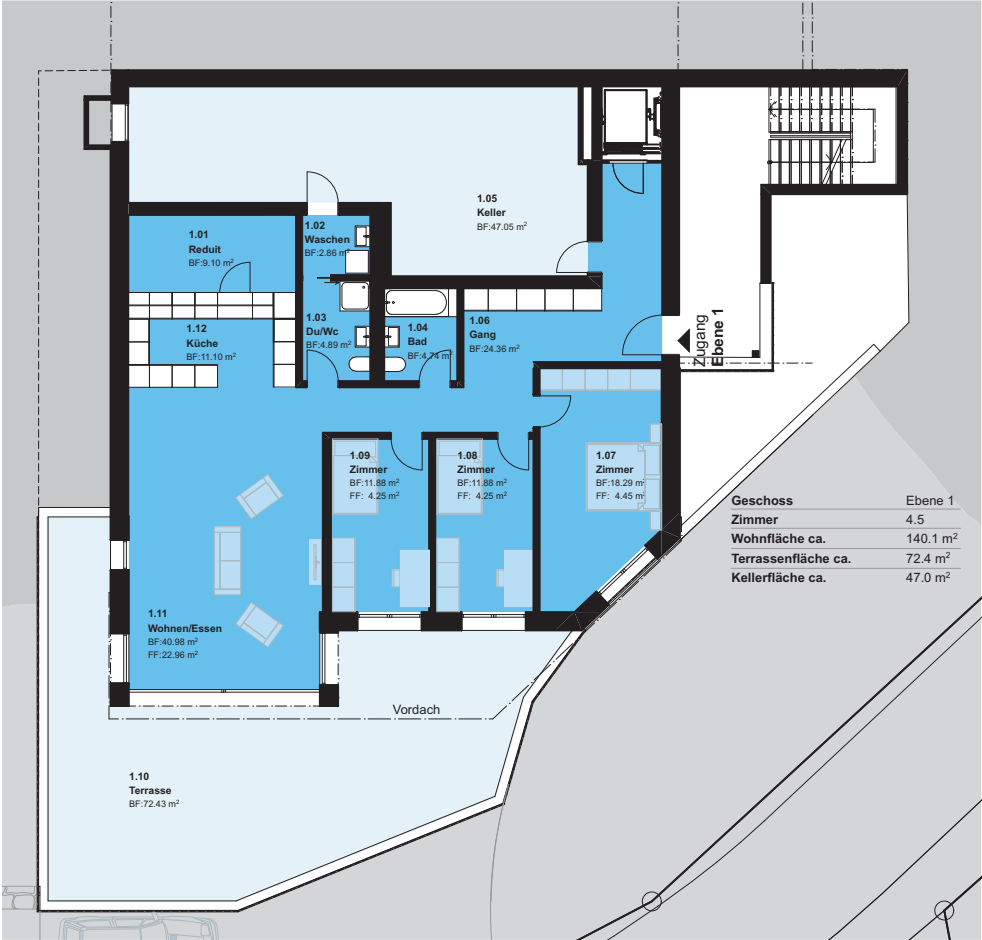 1.05
Keller
BF:47.05 m²
1.01
Reduit
BF:9.10 m²
1.02
Waschen
BF:2.86 m²
1.12
Küche
BF:11.10 m²
1.03
Du/Wc
BF:4.89 m²
1.04
Bad
BF:4.74 m²
1.06
Gang
BF:24.36 m²
Zugang
Ebene 1
1.09
Zimmer
BF:11.88 m²
FF: 4.25 m²
1.08
Zimmer
BF:11.88 m²
FF: 4.25 m²
1.07
Zimmer
BF:18.29 m²
FF: 4.45 m²
Geschoss Ebene 1
Zimmer 4.5
Wohnfläche ca. 140.1 m²
Terrassenfläche ca. 72.4 m²
Kellerfläche ca. 47.0 m²
1.11
Wohnen/Essen
BF:40.98 m²
FF:22.96 m²
Vordach
1.10
Terrasse
BF:72.43 m²